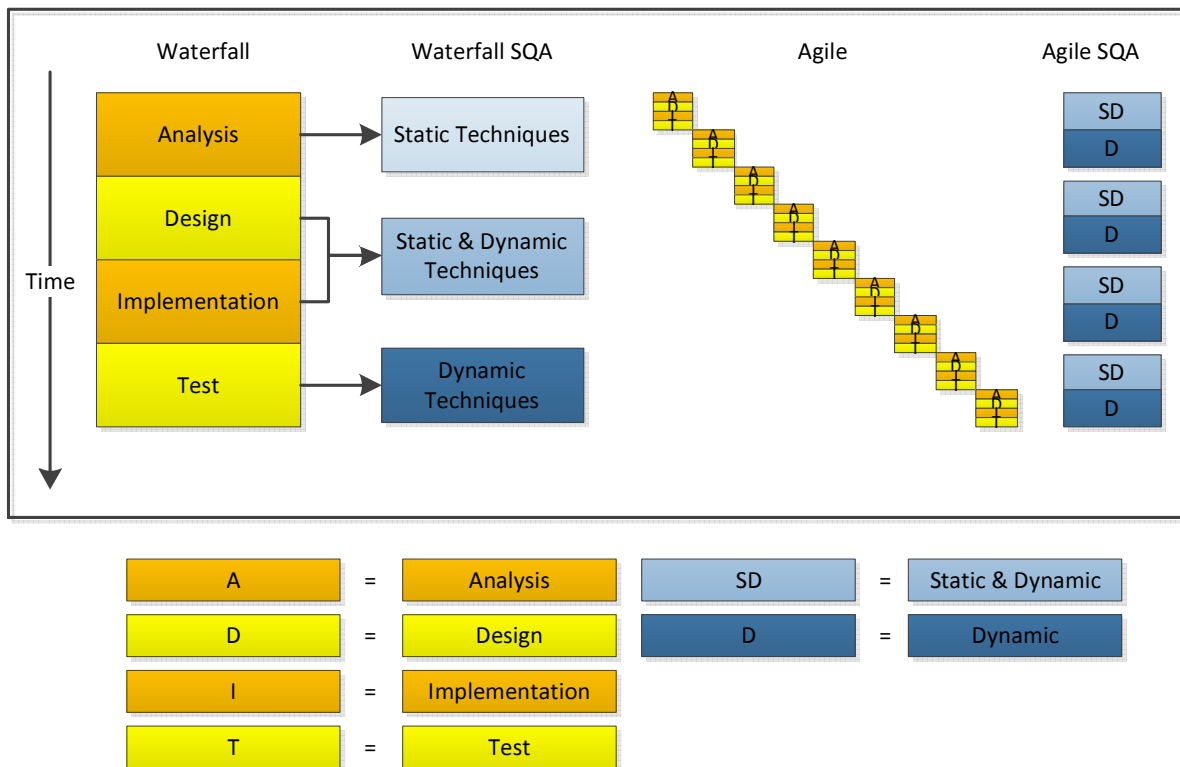 Waterfall
Waterfall SQA
Agile
Agile SQA
Time
Analysis
Design
Implementation
Test
Static Techniques
Static & Dynamic
Techniques
Dynamic
Techniques
A
D
I
T
A
D
I
T
A
D
I
T
A
D
I
T
A
D
I
T
A
D
I
T
A
D
I
T
A
D
I
T
A
D
I
T
SD
D
SD
D
SD
D
SD
D
A = Analysis
D = Design
I = Implementation
T = Test
SD = Static & Dynamic
D = Dynamic